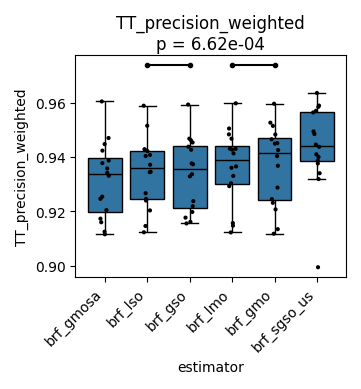 TT_precision_weighted
p = 6.62e-04
TT_precision_weighted
0.96
0.94
0.92
0.90
brf_gmosa
brf_lso
brf_gso
brf_lmo
brf_gmo
brf_sgso_us
estimator